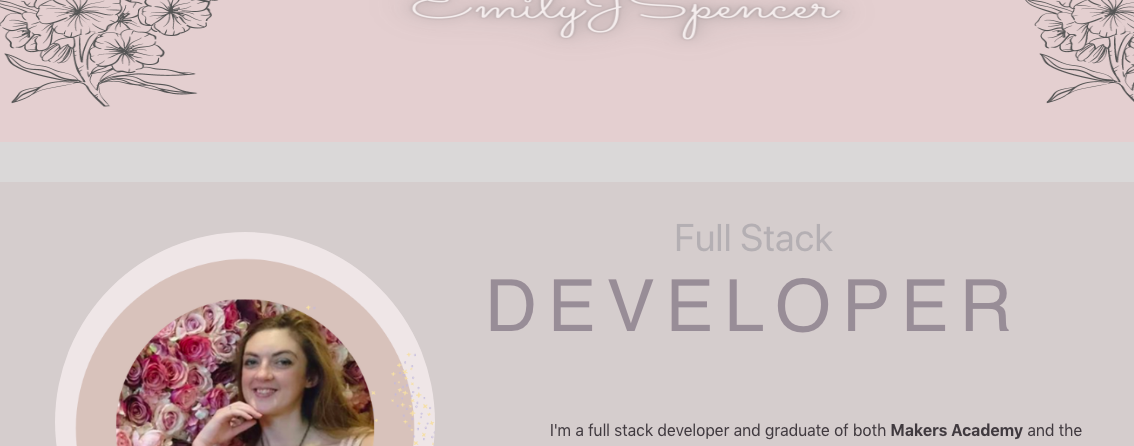 Emily J Spencer
Full Stack
DEVELOPER
I'm a full stack developer and graduate of both Makers Academy and the